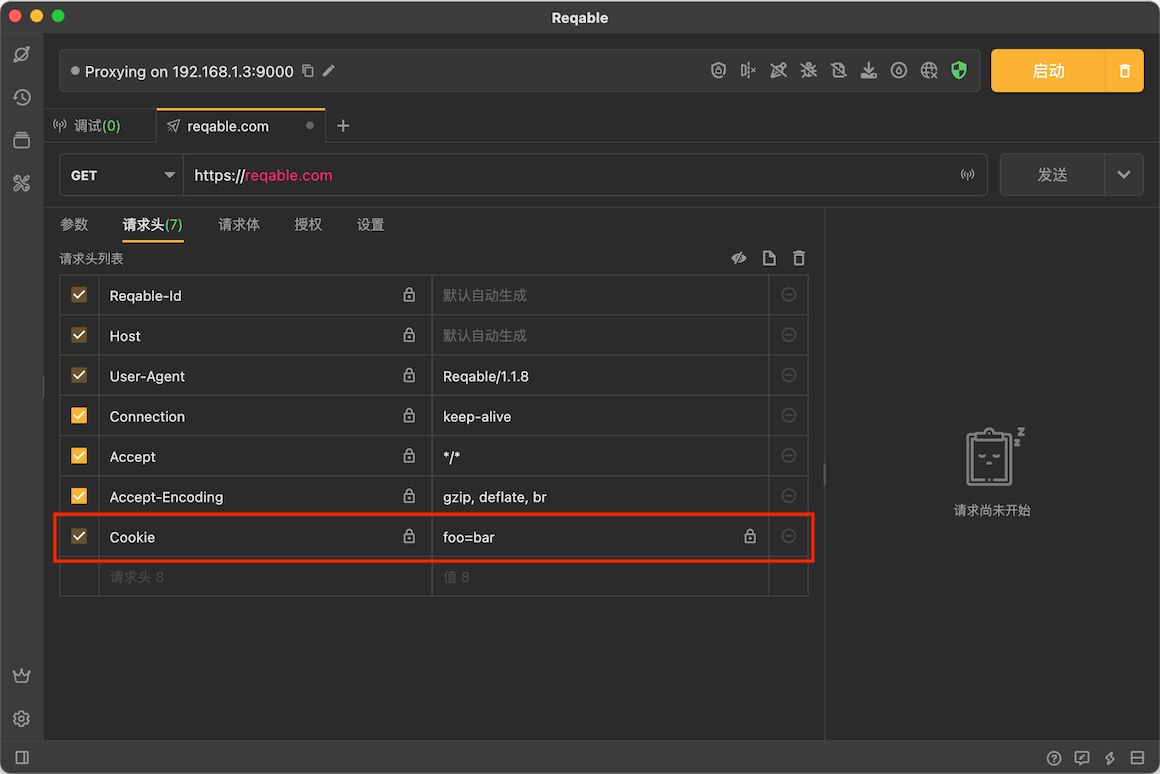 Reqable
Proxying on 192.168.1.3:9000
启动
调试(0)
reqable.com
GET
https://reqable.com
发送
参数
请求头(7)
请求体
授权
设置
请求头列表
Reqable-Id
默认自动生成
Host
默认自动生成
User-Agent
Reqable/1.1.8
Connection
keep-alive
Accept
*/*
Accept-Encoding
gzip, deflate, br
Cookie
foo=bar
请求头 8
值 8
请求尚未开始